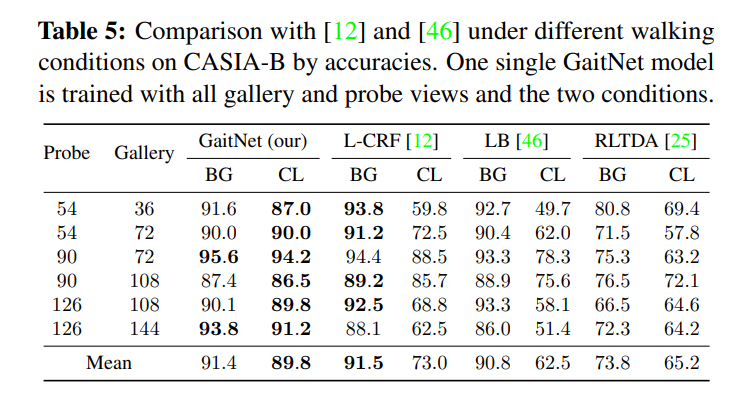 Table 5: Comparison with [12] and [46] under different walking
conditions on CASIA-B by accuracies. One single GaitNet model
is trained with all gallery and probe views and the two conditions.
Probe Gallery GaitNet (our) L-CRF [12] LB [46] RLTDA [25]
BG CL BG CL BG CL BG CL
54 36 91.6 87.0 93.8 59.8 92.7 49.7 80.8 69.4
54 72 90.0 90.0 91.2 72.5 90.4 62.0 71.5 57.8
90 72 95.6 94.2 94.4 88.5 93.3 78.3 75.3 63.2
90 108 87.4 86.5 89.2 85.7 88.9 75.6 76.5 72.1
126 108 90.1 89.8 92.5 68.8 93.3 58.1 66.5 64.6
126 144 93.8 91.2 88.1 62.5 86.0 51.4 72.3 64.2
Mean 91.4 89.8 91.5 73.0 90.8 62.5 73.8 65.2